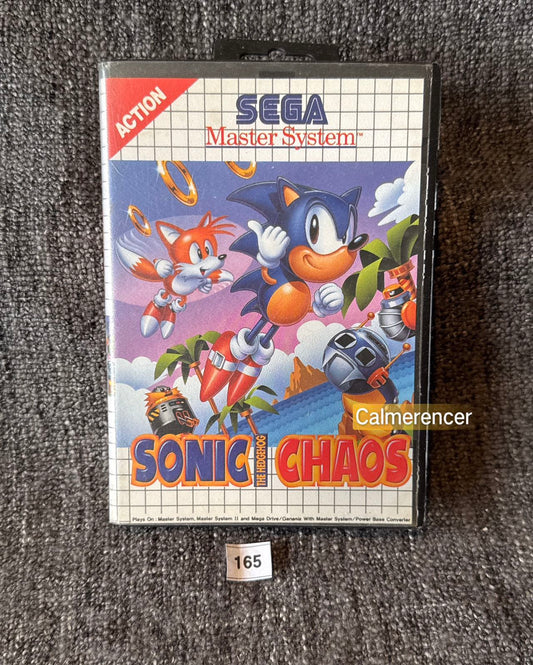 ACTION
SEGA
Master System™
Calmerencer
SONIC THE HEDGEHOG CHAOS
Plays On : Master System, Master System II and Mega Drive/Genesis With Master System/Power Base Converter
165